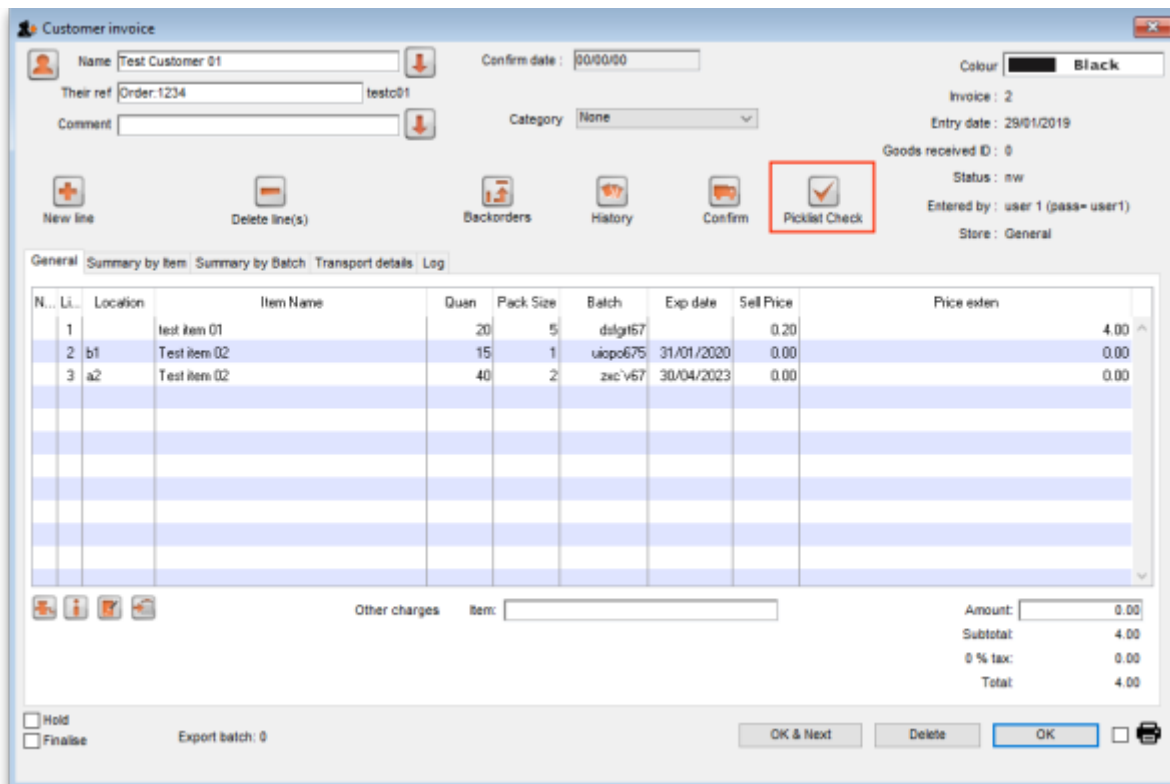 Customer invoice
Name Test Customer 01 Confirm date : 00/00/00 Colour Black
Their ref Order:1234 testc01 Invoice : 2
Comment Category None Entry date : 29/01/2019
Goods received ID : 0
Status : nw
New line Delete line(s) Backorders History Confirm Picklist Check Entered by : user 1 (pass= user1)
Store : General
General Summary by Item Summary by Batch Transport details Log
N... Li... Location Item Name Quan Pack Size Batch Exp date Sell Price Price exten
1 test item 01 20 5 dsfgrt67 0.20 4.00
2 b1 Test item 02 15 1 uiopo675 31/01/2020 0.00 0.00
3 a2 Test item 02 40 2 zxc`v67 30/04/2023 0.00 0.00
Other charges Item: Amount: 0.00
Subtotal: 4.00
0 % tax: 0.00
Total: 4.00
Hold
Finalise Export batch: 0 OK & Next Delete OK